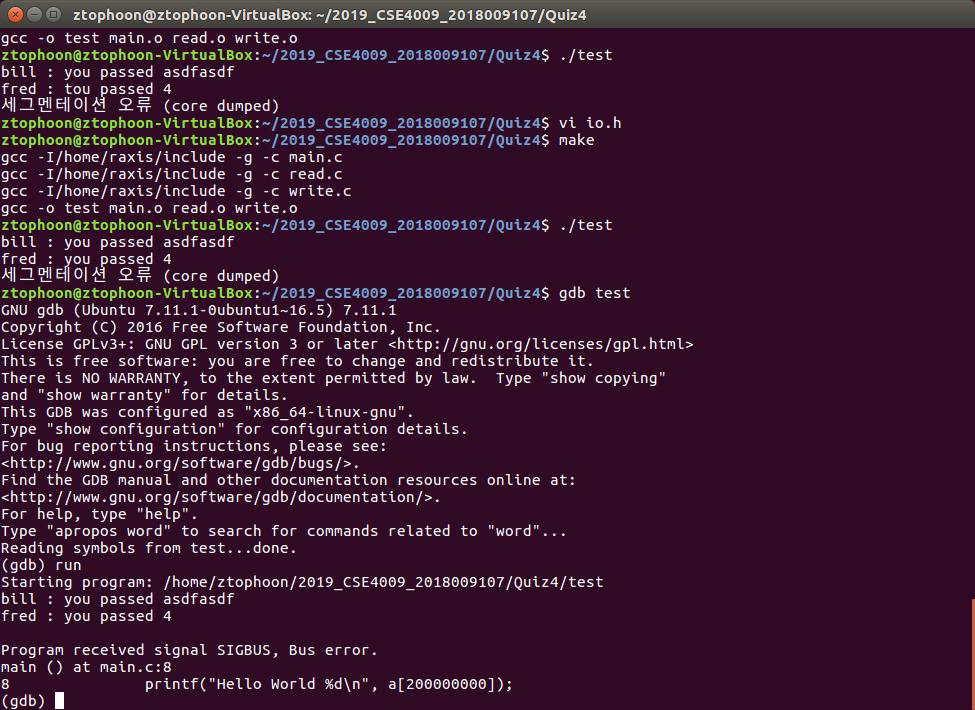 ztophoon@ztophoon-VirtualBox: ~/2019_CSE4009_2018009107/Quiz4
gcc -o test main.o read.o write.o
ztophoon@ztophoon-VirtualBox:~/2019_CSE4009_2018009107/Quiz4$ ./test
bill : you passed asdfasdf
fred : tou passed 4
세그멘테이션 오류 (core dumped)
ztophoon@ztophoon-VirtualBox:~/2019_CSE4009_2018009107/Quiz4$ vi io.h
ztophoon@ztophoon-VirtualBox:~/2019_CSE4009_2018009107/Quiz4$ make
gcc -I/home/raxis/include -g -c main.c
gcc -I/home/raxis/include -g -c read.c
gcc -I/home/raxis/include -g -c write.c
gcc -o test main.o read.o write.o
ztophoon@ztophoon-VirtualBox:~/2019_CSE4009_2018009107/Quiz4$ ./test
bill : you passed asdfasdf
fred : you passed 4
세그멘테이션 오류 (core dumped)
ztophoon@ztophoon-VirtualBox:~/2019_CSE4009_2018009107/Quiz4$ gdb test
GNU gdb (Ubuntu 7.11.1-0ubuntu1~16.5) 7.11.1
Copyright (C) 2016 Free Software Foundation, Inc.
License GPLv3+: GNU GPL version 3 or later <http://gnu.org/licenses/gpl.html>
This is free software: you are free to change and redistribute it.
There is NO WARRANTY, to the extent permitted by law.  Type "show copying"
and "show warranty" for details.
This GDB was configured as "x86_64-linux-gnu".
Type "show configuration" for configuration details.
For bug reporting instructions, please see:
<http://www.gnu.org/software/gdb/bugs/>.
Find the GDB manual and other documentation resources online at:
<http://www.gnu.org/software/gdb/documentation/>.
For help, type "help".
Type "apropos word" to search for commands related to "word"...
Reading symbols from test...done.
(gdb) run
Starting program: /home/ztophoon/2019_CSE4009_2018009107/Quiz4/test
bill : you passed asdfasdf
fred : you passed 4
Program received signal SIGBUS, Bus error.
main () at main.c:8
8 printf("Hello World %d\n", a[200000000]);
(gdb)